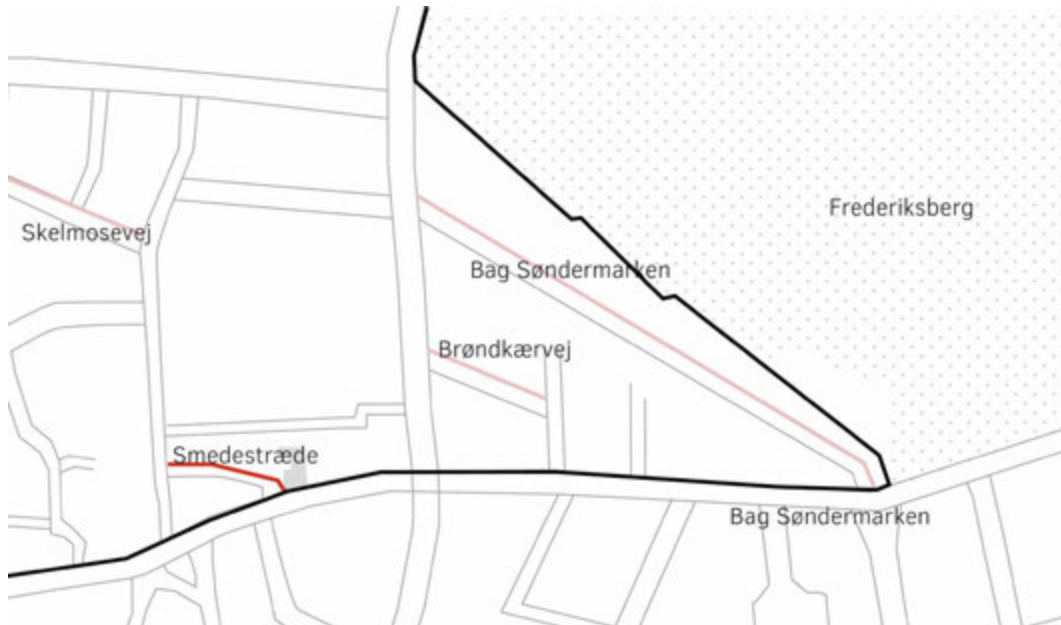 Frederiksberg
Skelmosevej
Bag Søndermarken
Brøndkærvej
Smedestræde
Bag Søndermarken